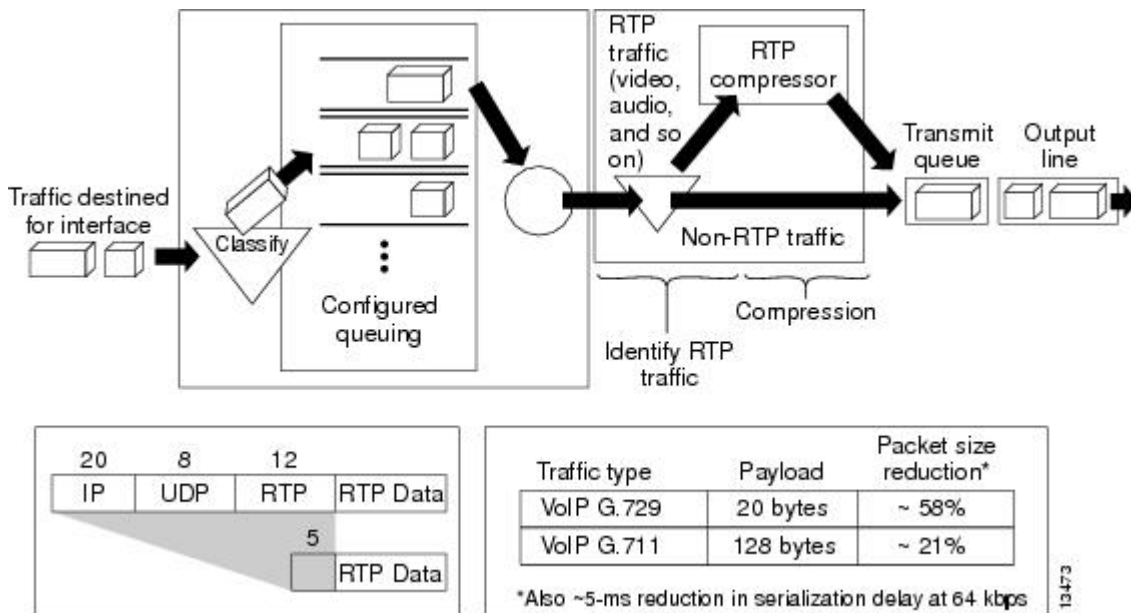 Traffic destined
for interface
Classify
Configured
queuing
RTP
traffic
(video,
audio,
and so
on)
RTP
compressor
Non-RTP traffic
Transmit
queue
Output
line
Identify RTP
traffic
Compression
20 8 12
IP UDP RTP RTP Data
5
RTP Data
Traffic type Payload Packet size
reduction*
VoIP G.729 20 bytes ~ 58%
VoIP G.711 128 bytes ~ 21%
*Also ~5-ms reduction in serialization delay at 64 kbps
13473